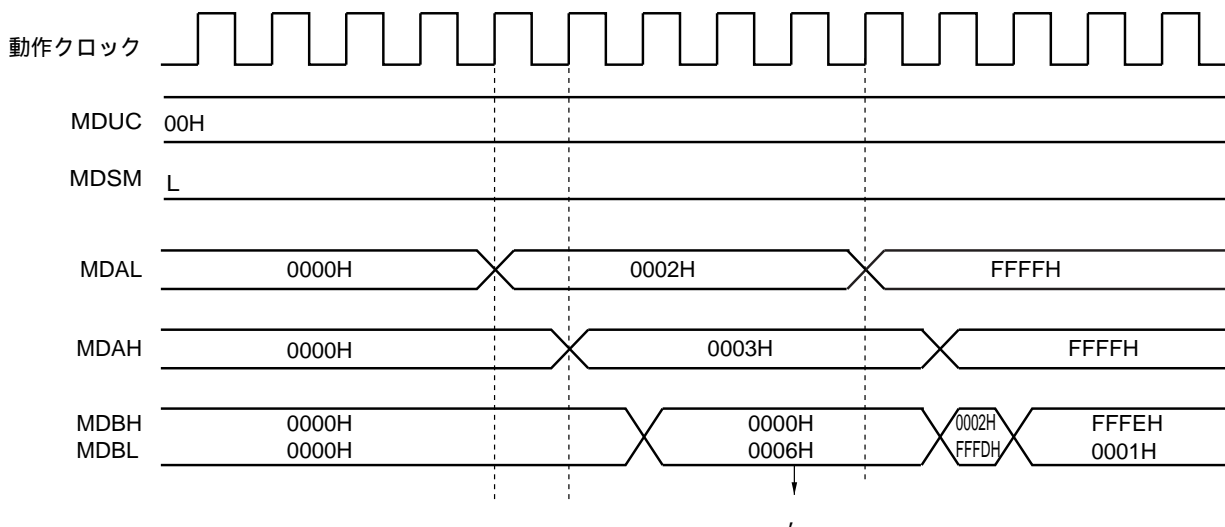 動作クロック
MDUC 00H
MDSM L
MDAL 0000H 0002H FFFFH
MDAH 0000H 0003H FFFFH
MDBH 0000H 0000H 0002H FFFEH
MDBL 0000H 0006H FFFDH 0001H